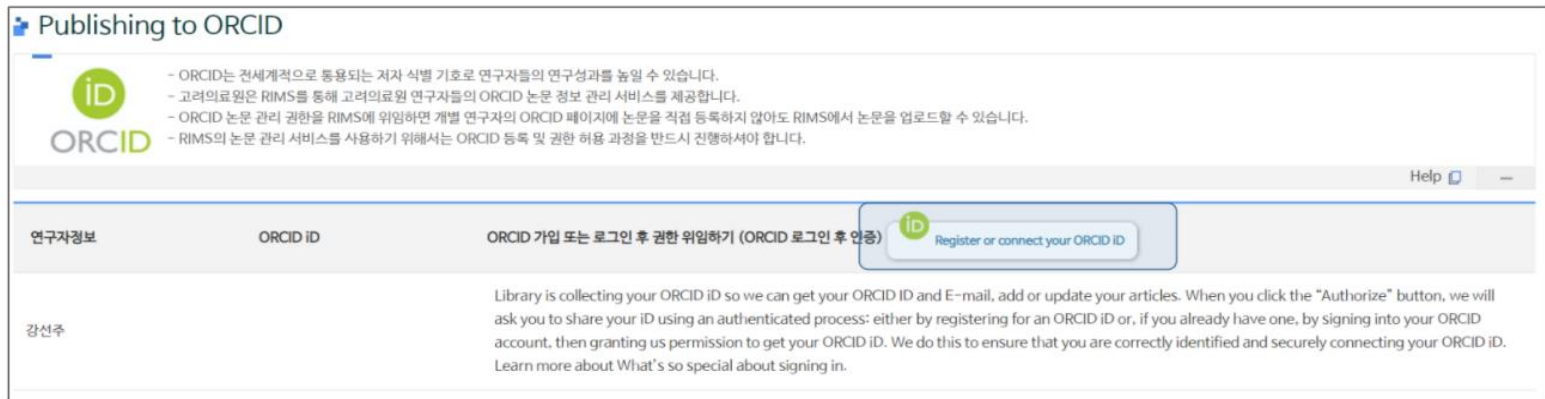 Publishing to ORCID
iD
ORCID
- ORCID는 전세계적으로 통용되는 저자 식별 기호로 연구자들의 연구성과를 높일 수 있습니다.
- 고려의료원은 RIMS를 통해 고려의료원 연구자들의 ORCID 논문 정보 관리 서비스를 제공합니다.
- ORCID 논문 관리 권한을 RIMS에 위임하면 개별 연구자의 ORCID 페이지에 논문을 직접 등록하지 않아도 RIMS에서 논문을 업로드할 수 있습니다.
- RIMS의 논문 관리 서비스를 사용하기 위해서는 ORCID 등록 및 권한 허용 과정을 반드시 진행하셔야 합니다.
Help
연구자정보
ORCID iD
ORCID 가입 또는 로그인 후 권한 위임하기 (ORCID 로그인 후 인증)
iD
Register or connect your ORCID iD
강선주
Library is collecting your ORCID iD so we can get your ORCID ID and E-mail, add or update your articles. When you click the "Authorize" button, we will
ask you to share your iD using an authenticated process: either by registering for an ORCID iD or, if you already have one, by signing into your ORCID
account, then granting us permission to get your ORCID iD. We do this to ensure that you are correctly identified and securely connecting your ORCID iD.
Learn more about What's so special about signing in.